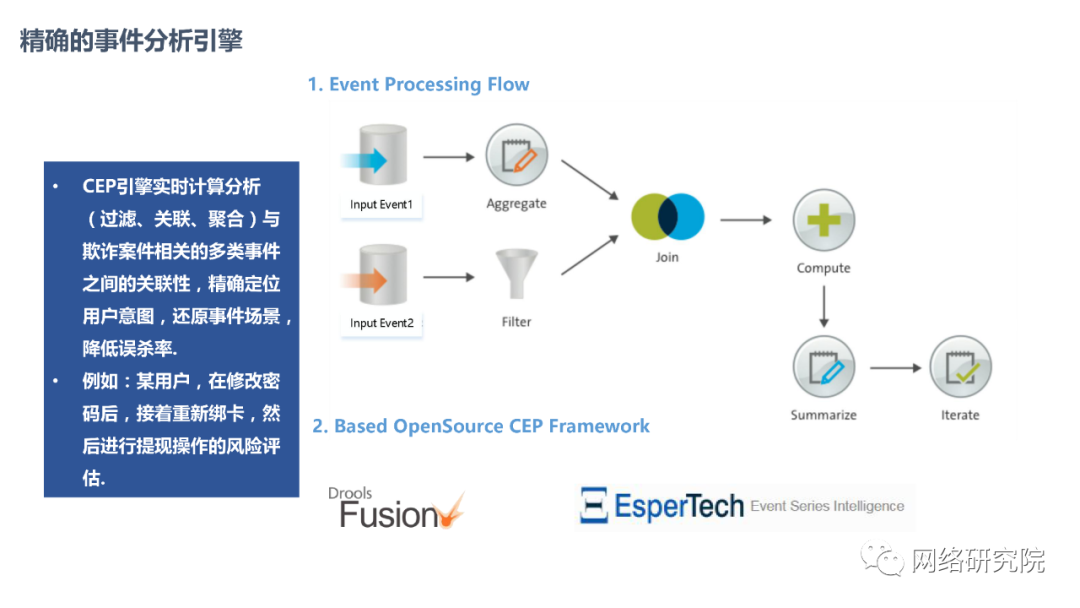 精确的事件分析引擎
1. Event Processing Flow
• CEP引擎实时计算分析
（过滤、关联、聚合）与
欺诈案件相关的多类事件
之间的关联性，精确定位
用户意图，还原事件场景，
降低误杀率.
• 例如：某用户，在修改密
码后，接着重新绑卡，然
后进行提现操作的风险评
估.
Input Event1
Aggregate
Input Event2
Filter
Join
Compute
Summarize
Iterate
2. Based OpenSource CEP Framework
Drools
Fusion
EsperTech Event Series Intelligence
网络研究院